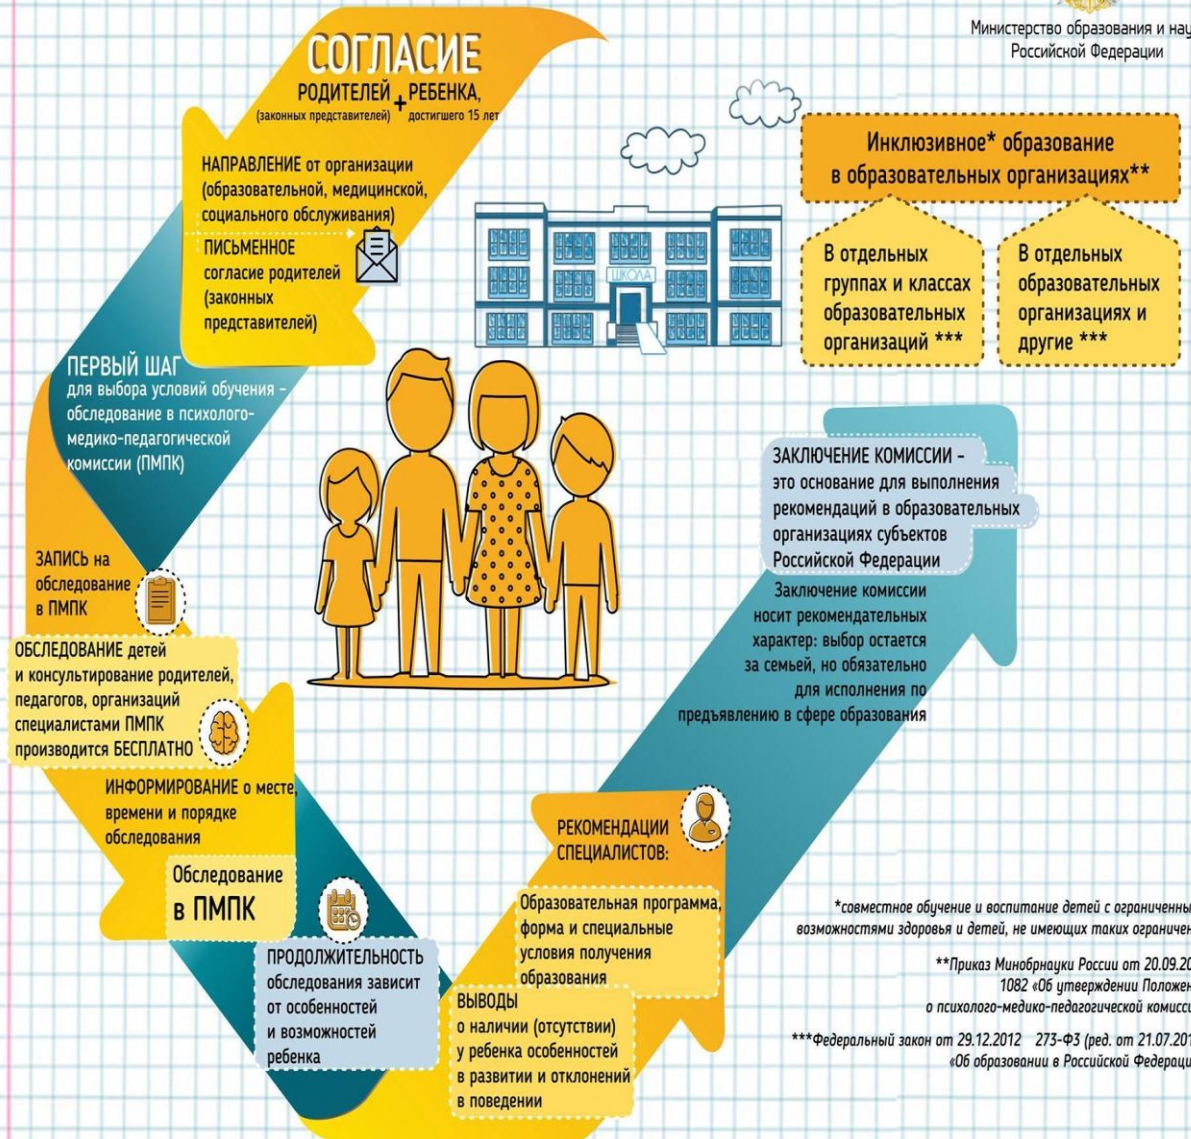 Министерство образования и нау
Российской Федерации
СОГЛАСИЕ
РОДИТЕЛЕЙ + РЕБЕНКА,
(законных представителей) достигшего 15 лет
НАПРАВЛЕНИЕ от организации
(образовательной, медицинской,
социального обслуживания)
ПИСЬМЕННОЕ
согласие родителей
(законных
представителей)
ПЕРВЫЙ ШАГ
для выбора условий обучения –
обследование в психолого-
медико-педагогической
комиссии (ПМПК)
ЗАПИСЬ на
обследование
в ПМПК
ОБСЛЕДОВАНИЕ детей
и консультирование родителей,
педагогов, организаций
специалистами ПМПК
производится БЕСПЛАТНО
ИНФОРМИРОВАНИЕ о месте,
времени и порядке
обследования
Обследование
в ПМПК
ПРОДОЛЖИТЕЛЬНОСТЬ
обследования зависит
от особенностей
и возможностей
ребенка
ВЫВОДЫ
о наличии (отсутствии)
у ребенка особенностей
в развитии и отклонений
в поведении
РЕКОМЕНДАЦИИ
СПЕЦИАЛИСТОВ:
Образовательная программа,
форма и специальные
условия получения
образования
ЗАКЛЮЧЕНИЕ КОМИССИИ –
это основание для выполнения
рекомендаций в образовательных
организациях субъектов
Российской Федерации
Заключение комиссии
носит рекомендательных
характер: выбор остается
за семьей, но обязательно
для исполнения по
предъявлению в сфере образования
ШКОЛА
Инклюзивное* образование
в образовательных организациях**
В отдельных
группах и классах
образовательных
организаций ***
В отдельных
образовательных
организациях и
другие ***
*совместное обучение и воспитание детей с ограниченны
возможностями здоровья и детей, не имеющих таких ограничен
**Приказ Минобрнауки России от 20.09.20
1082 «Об утверждении Положен
о психолого-медико-педагогической комисси
***Федеральный закон от 29.12.2012 273-ФЗ (ред. от 21.07.201
«Об образовании в Российской Федераци